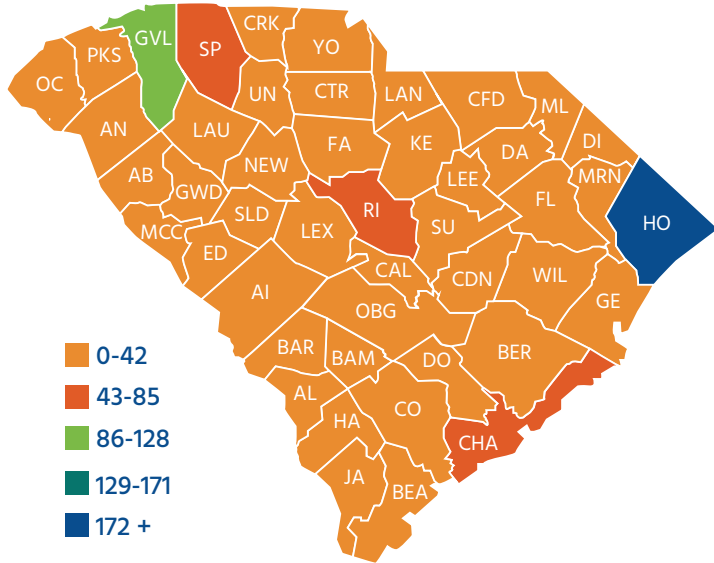 CRK
GVL
SP
YO
PKS
OC
UN
CTR
LAN
CFD
ML
AN
LAU
FA
KE
DA
DI
NEW
AB
GWD
LEE
MRN
SLD
RI
FL
MCC
LEX
SU
HO
ED
CAL
CDN
WIL
AI
OBG
GE
BAR
BAM
DO
BER
AL
HA
CO
CHA
JA
BEA
0-42
43-85
86-128
129-171
172 +